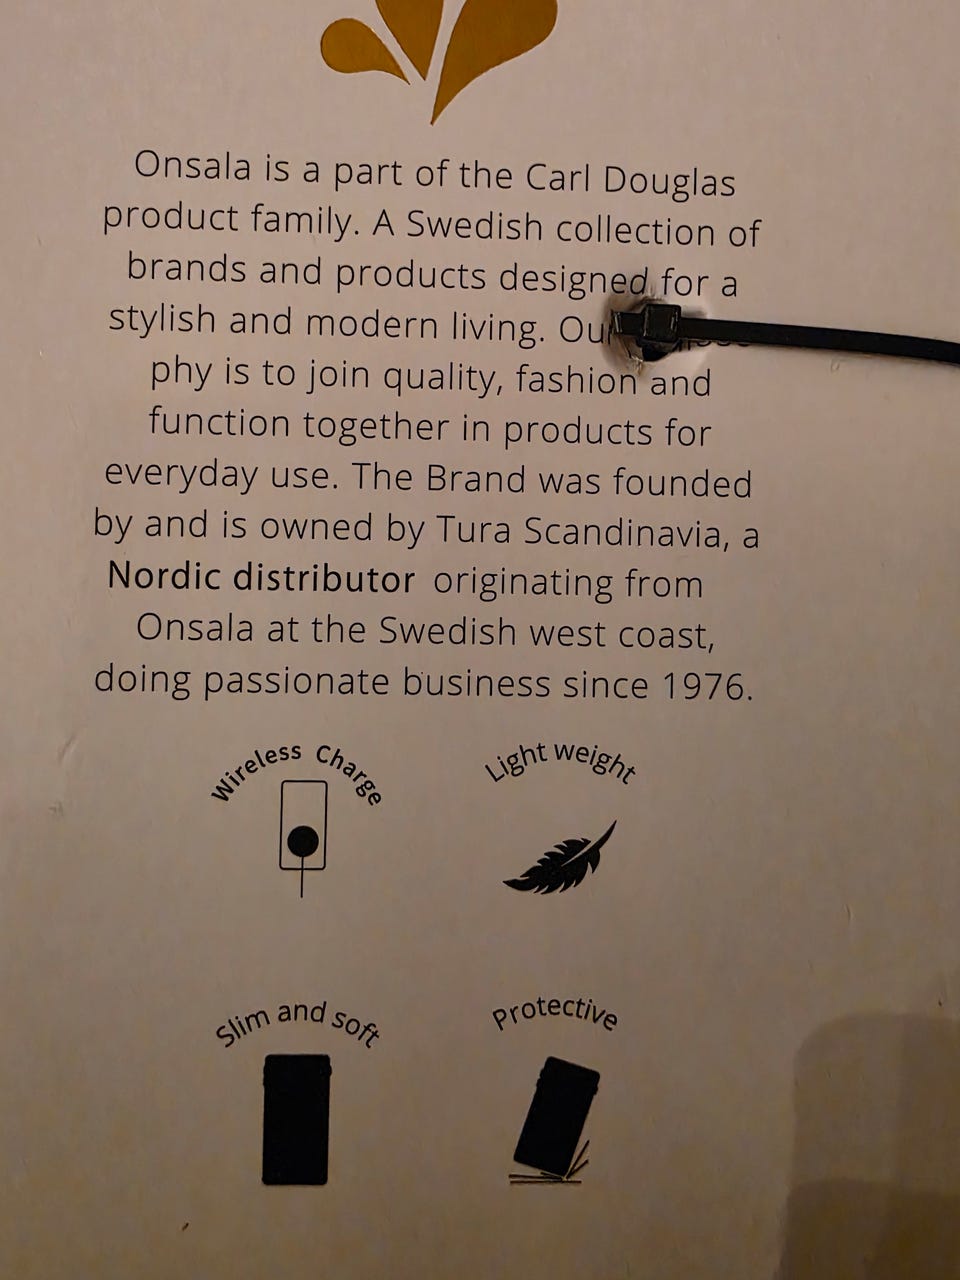 Onsala is a part of the Carl Douglas
product family. A Swedish collection of
brands and products designed for a
stylish and modern living.
phy is to join quality, fashion and
function together in products for
everyday use. The Brand was founded
by and is owned by Tura Scandinavia, a
Nordic distributor originating from
Onsala at the Swedish west coast,
doing passionate business since 1976.
Wireless Charge
Light weight
Slim and soft
Protective